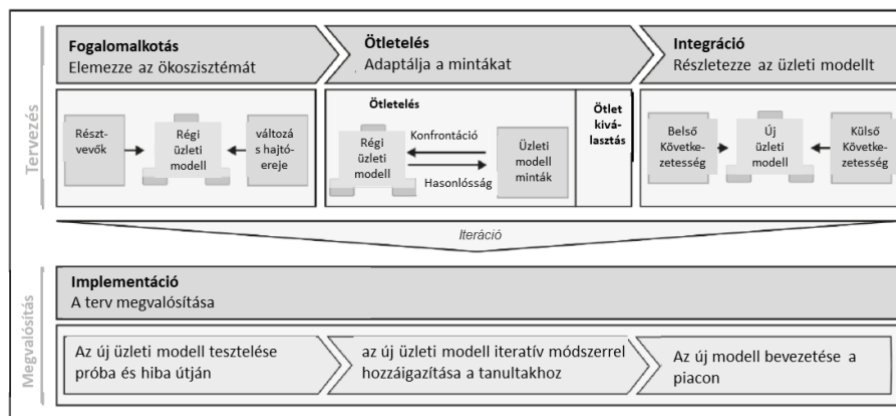 Tervezés
Fogalomalkotás
Elemezze az ökoszisztémát
Ötletelés
Adaptálja a mintákat
Integráció
Részletezze az üzleti modellt
Részt-
vevők
Régi
üzleti
modell
változá
s hajtó-
ereje
Ötletelés
Régi
üzleti
modell
Konfrontáció
Hasonlósság
Üzleti
modell
minták
Ötlet
kivá-
lasztás
Belső
Követke-
zetesség
Új
üzleti
modell
Külső
Követke-
zetesség
Iteráció
Megvalósítás
Implementáció
A terv megvalósítása
Az új üzleti modell tesztelése
próba és hiba útján
az új üzleti modell iteratív módszerrel
hozzáigazítása a tanultakhoz
Az új modell bevezetése a
piacon